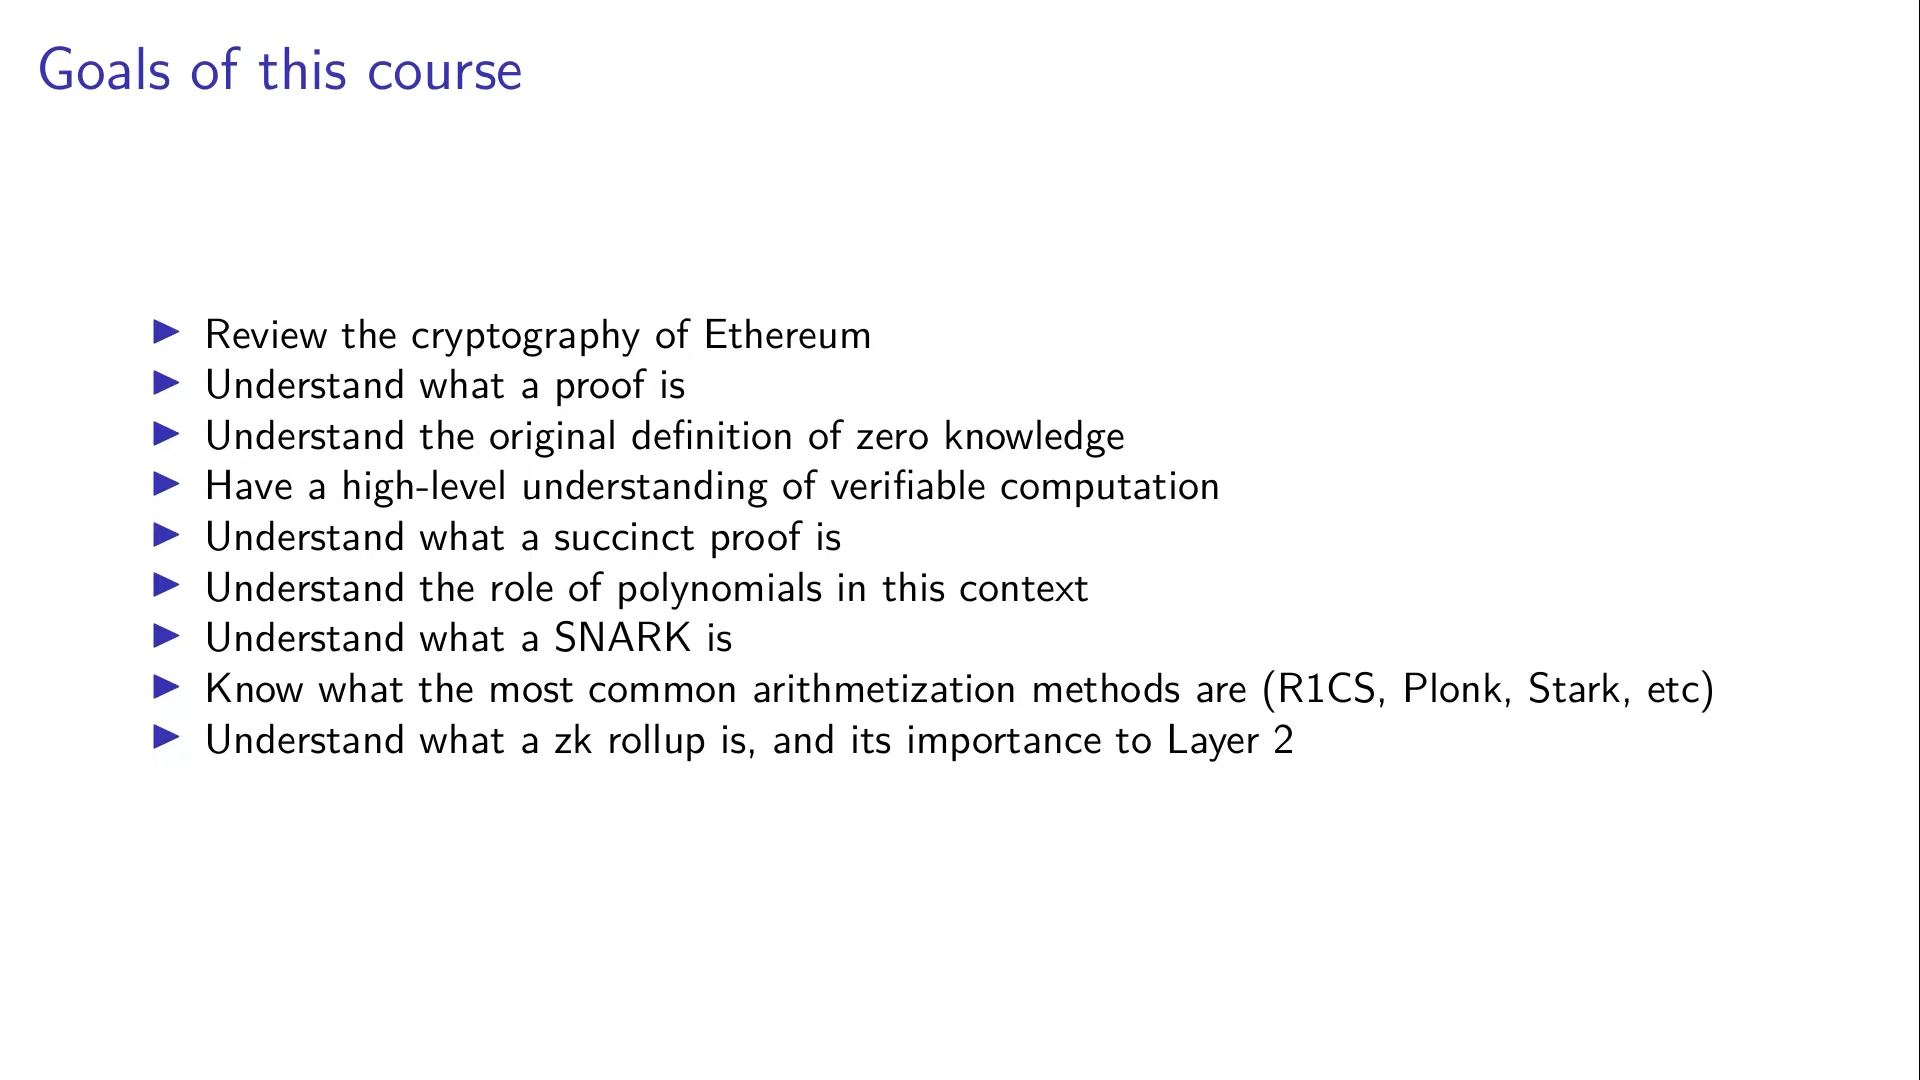 Goals of this course
▶ Review the cryptography of Ethereum
▶ Understand what a proof is
▶ Understand the original definition of zero knowledge
▶ Have a high-level understanding of verifiable computation
▶ Understand what a succinct proof is
▶ Understand the role of polynomials in this context
▶ Understand what a SNARK is
▶ Know what the most common arithmetization methods are (R1CS, Plonk, Stark, etc)
▶ Understand what a zk rollup is, and its importance to Layer 2